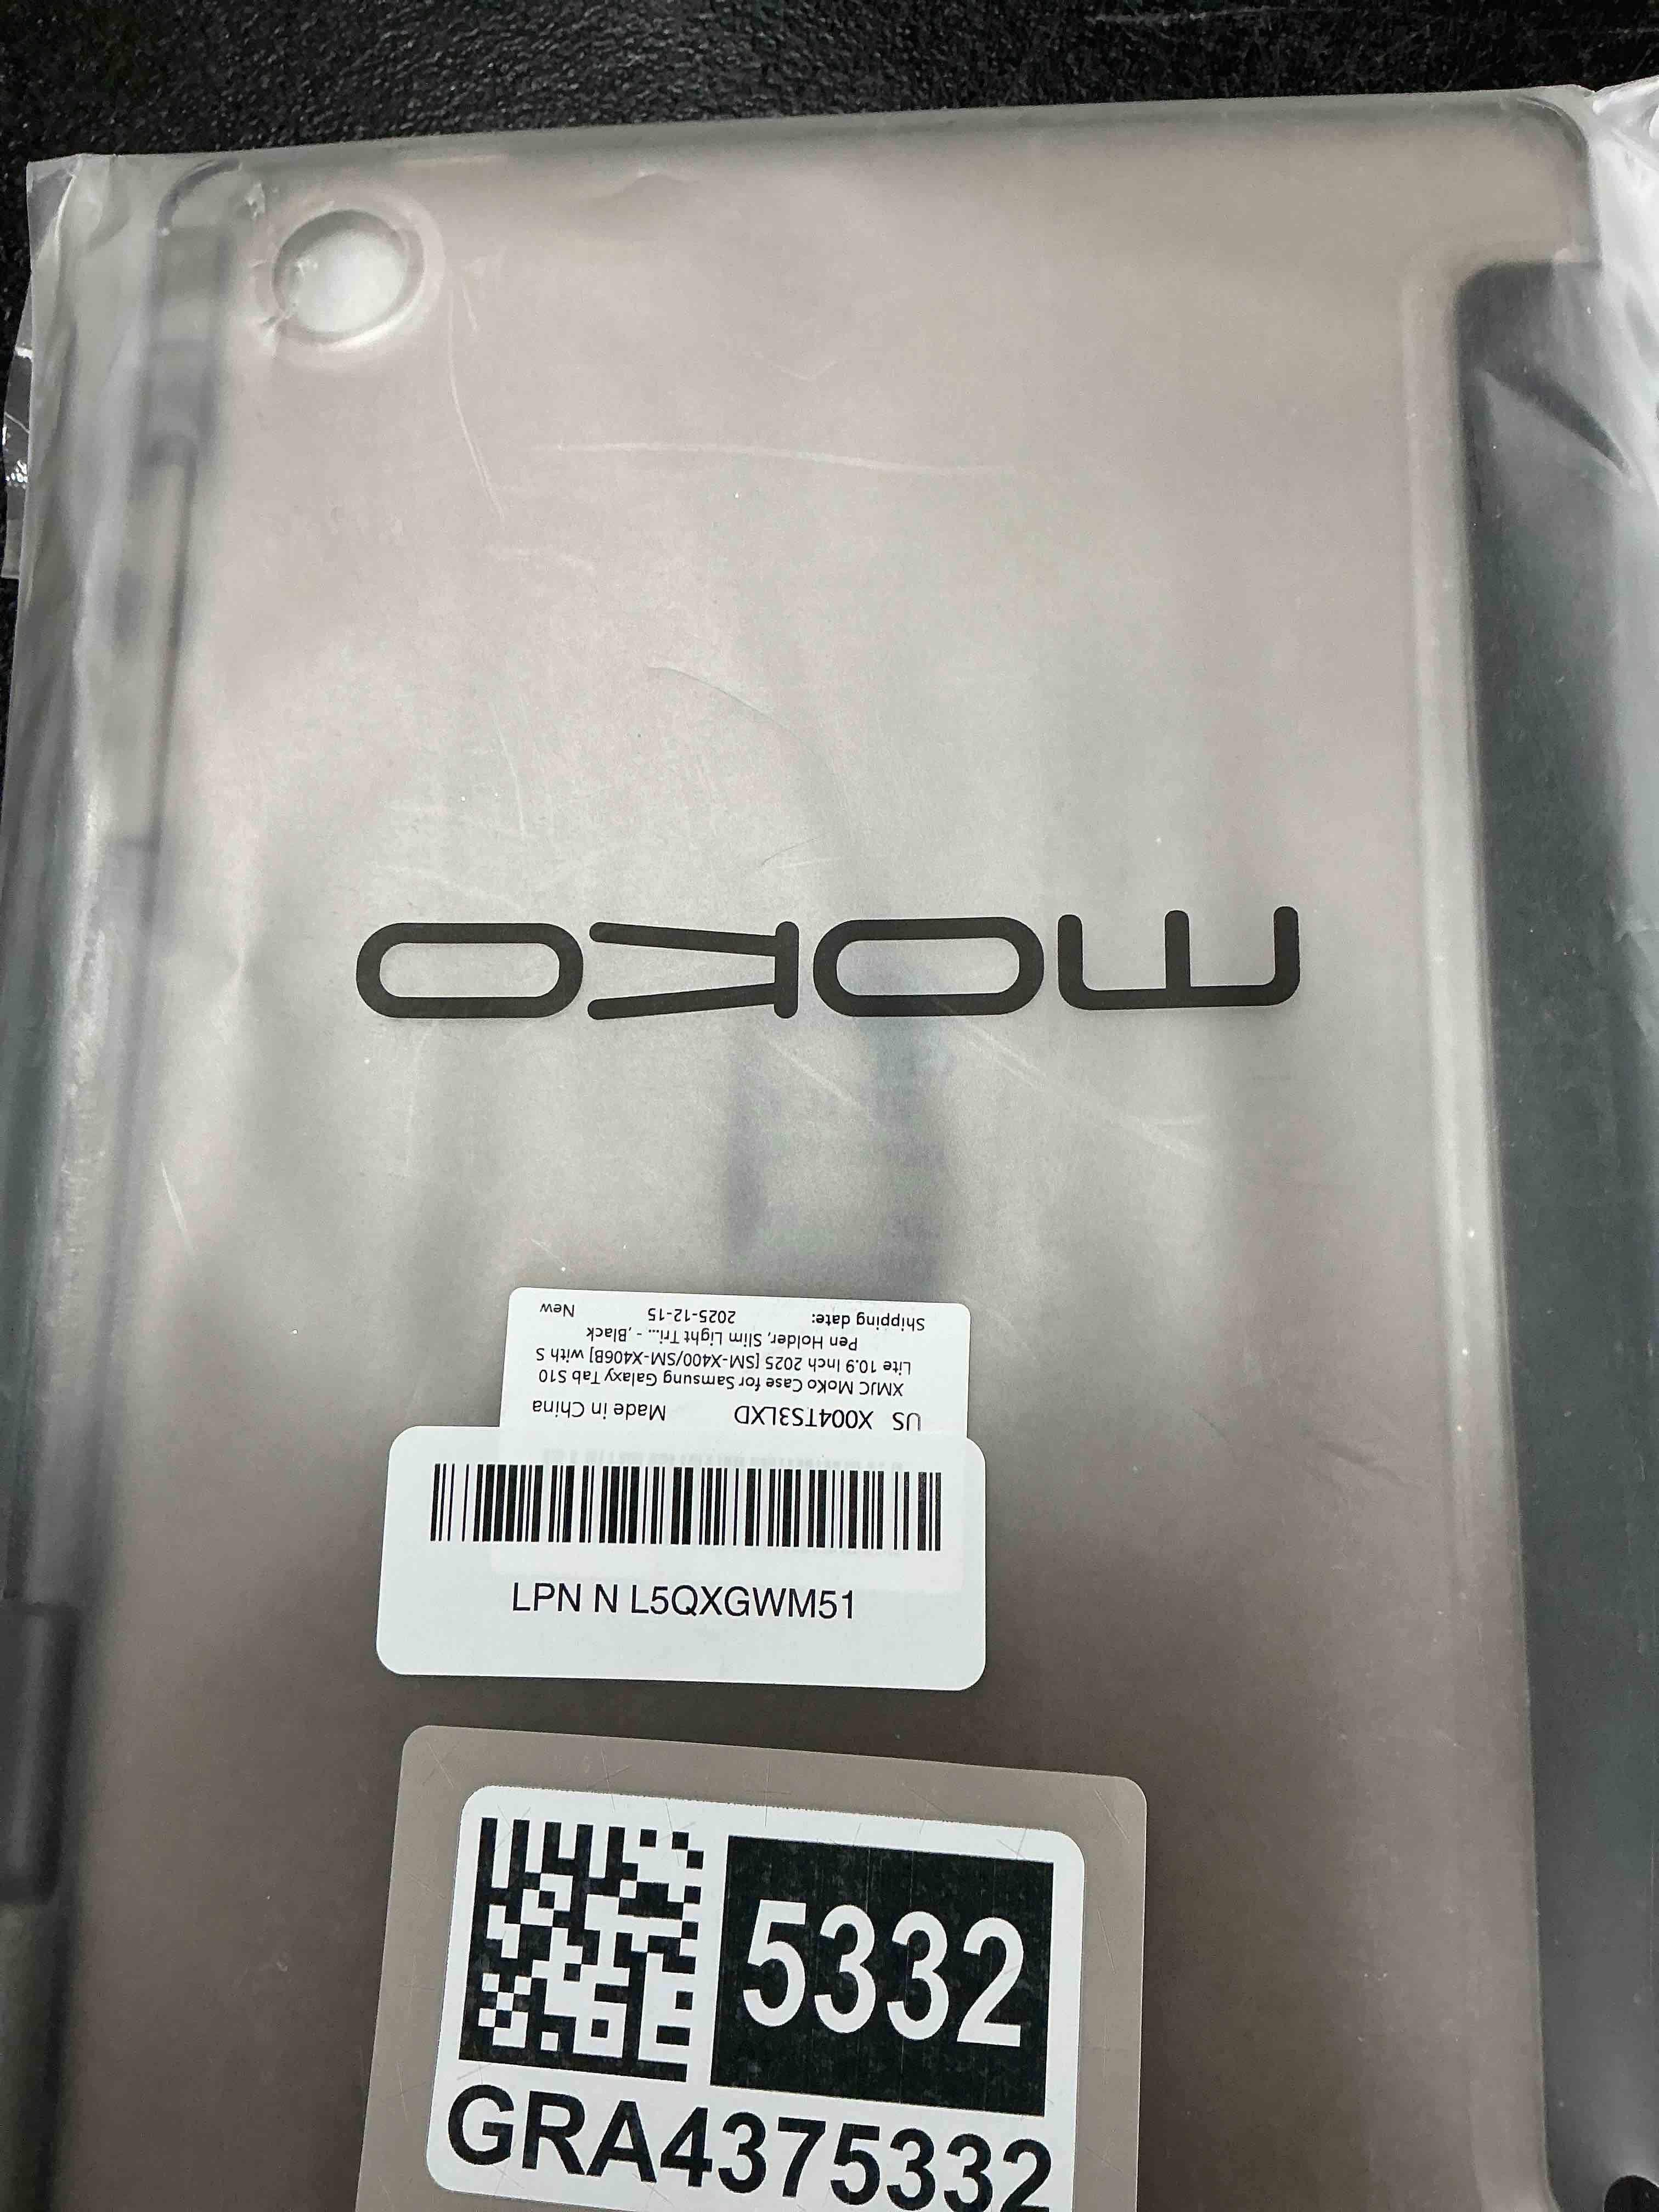 moko
US X004TS3LXD Made in China
XMJC MoKo Case for Samsung Galaxy Tab S10
Lite 10.9 Inch 2025 [SM-X400/SM-X406B] with S
Pen Holder, Slim Light Tri... - ,Black
Shipping date: 2025-12-15 New
LPN N L5QXGWM51
5332
GRA4375332